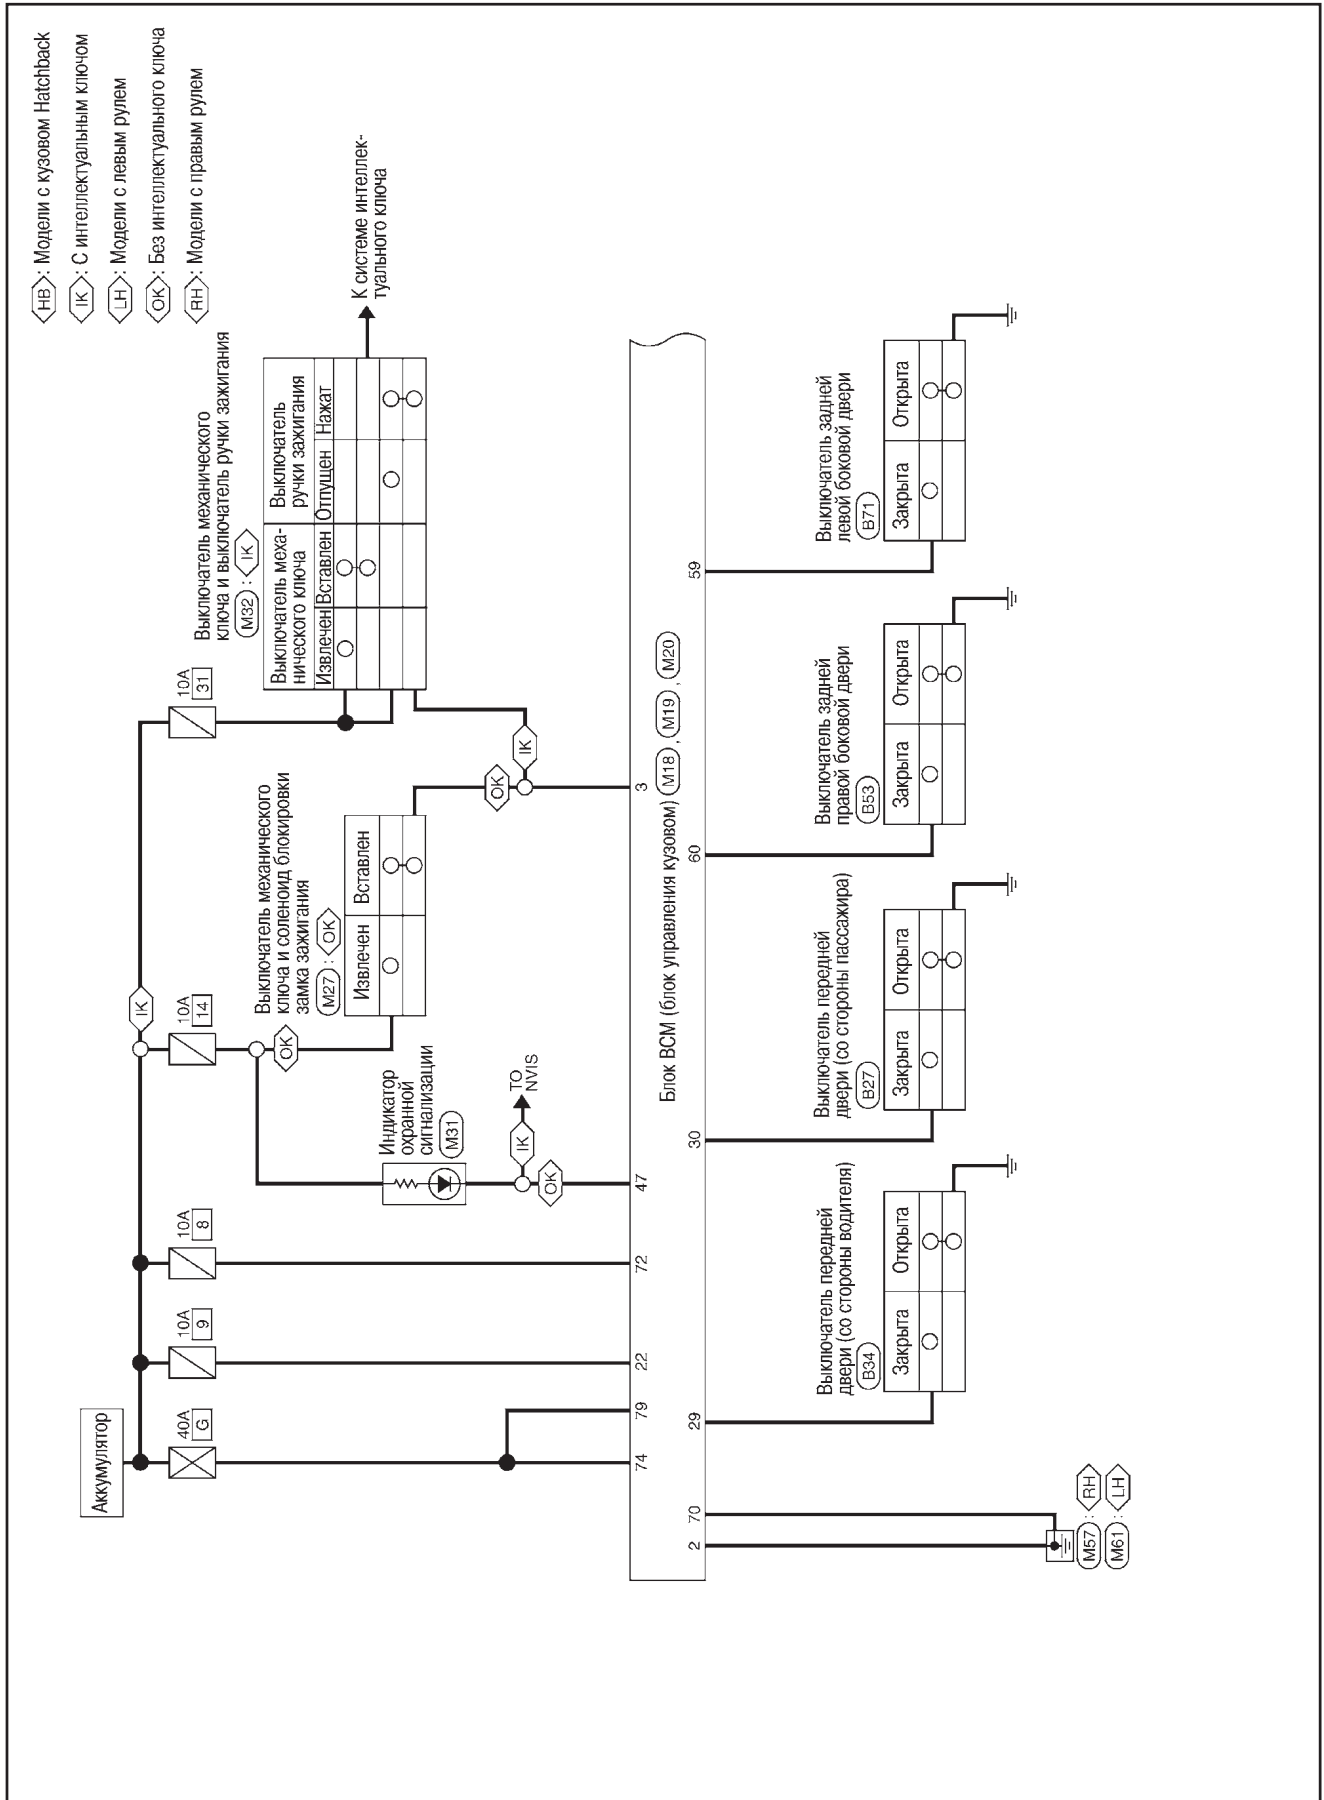 HB : Модели с кузовом Hatchback
IK : С интеллектуальным ключом
LH : Модели с левым рулем
OK : Без интеллектуального ключа
RH : Модели с правым рулем
Аккумулятор
40A
G
10A
9
10A
8
10A
14
IK
10A
31
Выключатель механического
ключа и выключатель ручки зажигания
M32 : IK
Выключатель меха-
нического ключа
Выключатель
ручки зажигания
Извлечен
Вставлен
Отпущен
Нажат
К системе интеллек-
туального ключа
OK
Выключатель механического
ключа и соленоид блокировки
замка зажигания
M27 : OK
Извлечен
Вставлен
OK
IK
Индикатор
охранной
сигнализации
M31
IK
TO
NVIS
OK
74
79
22
72
47
3
Блок BCM (блок управления кузовом) M18 , M19 , M20
2
70
29
30
60
59
Выключатель передней
двери (со стороны водителя)
B34
Закрыта
Открыта
Выключатель передней
двери (со стороны пассажира)
B27
Закрыта
Открыта
Выключатель задней
правой боковой двери
B53
Закрыта
Открыта
Выключатель задней
левой боковой двери
B71
Закрыта
Открыта
M57 : RH
M61 : LH